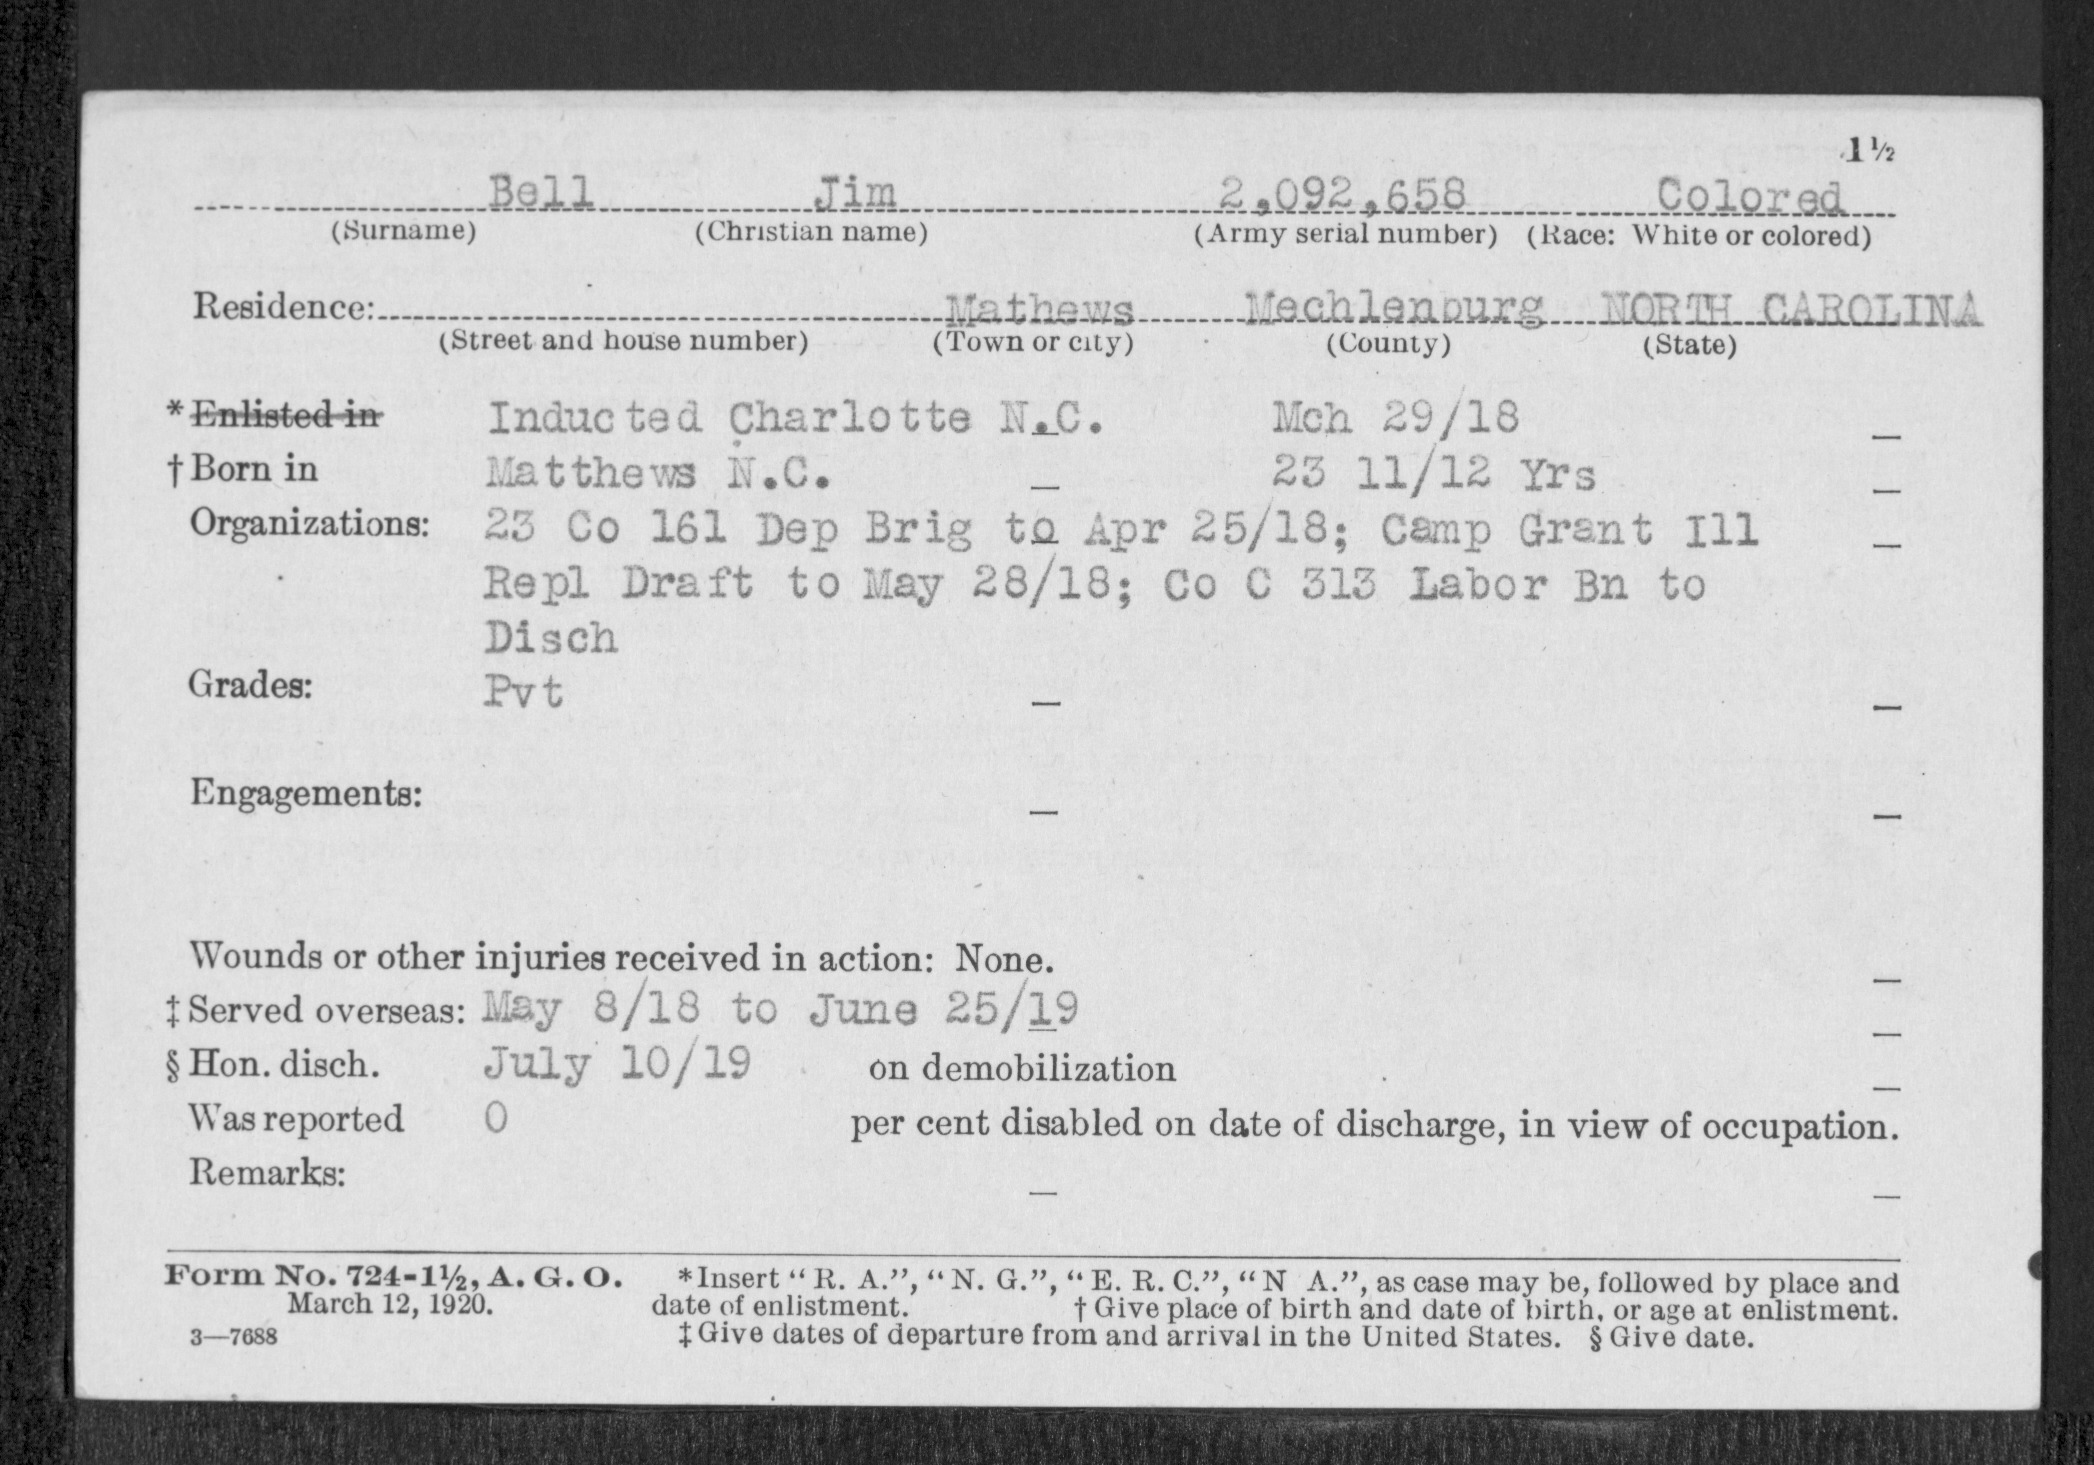 1½
Bell Jim 2,092,658 Colored
(Surname) (Christian name) (Army serial number) (Race: White or colored)
Residence: Mathews Mechlenburg NORTH CAROLINA
(Street and house number) (Town or city) (County) (State)
* Enlisted in Inducted Charlotte N.C. Mch 29/18
† Born in Matthews N.C. 23 11/12 Yrs
Organizations: 23 Co 161 Dep Brig to Apr 25/18; Camp Grant Ill
Repl Draft to May 28/18; Co C 313 Labor Bn to
Disch
Grades: Pvt
Engagements:
Wounds or other injuries received in action: None.
‡ Served overseas: May 8/18 to June 25/19
§ Hon. disch. July 10/19 on demobilization
Was reported 0 per cent disabled on date of discharge, in view of occupation.
Remarks:
Form No. 724-1½, A. G. O. *Insert "R. A.", "N. G.", "E. R. C.", "N A.", as case may be, followed by place and
March 12, 1920. date of enlistment. † Give place of birth and date of birth, or age at enlistment.
3—7688 ‡ Give dates of departure from and arrival in the United States. § Give date.